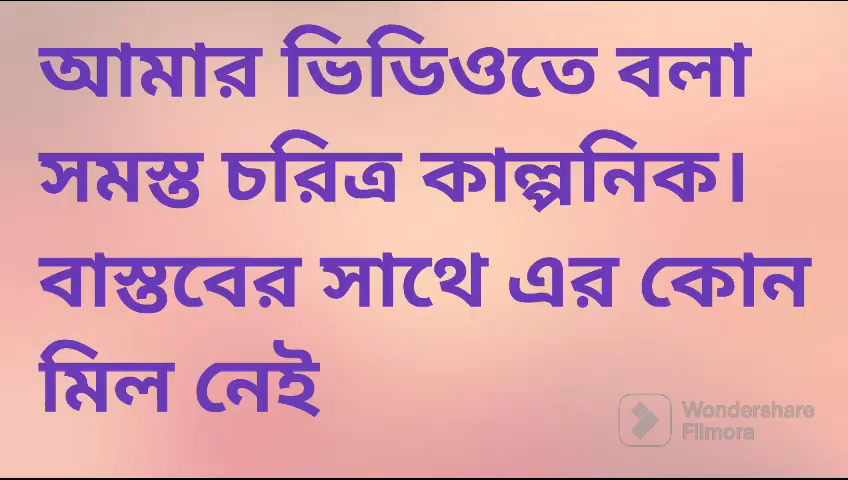 আমার ভিডিওতে বলা
সমস্ত চরিত্র কাল্পনিক।
বাস্তবের সাথে এর কোন
মিল নেই
Wondershare
Filmora